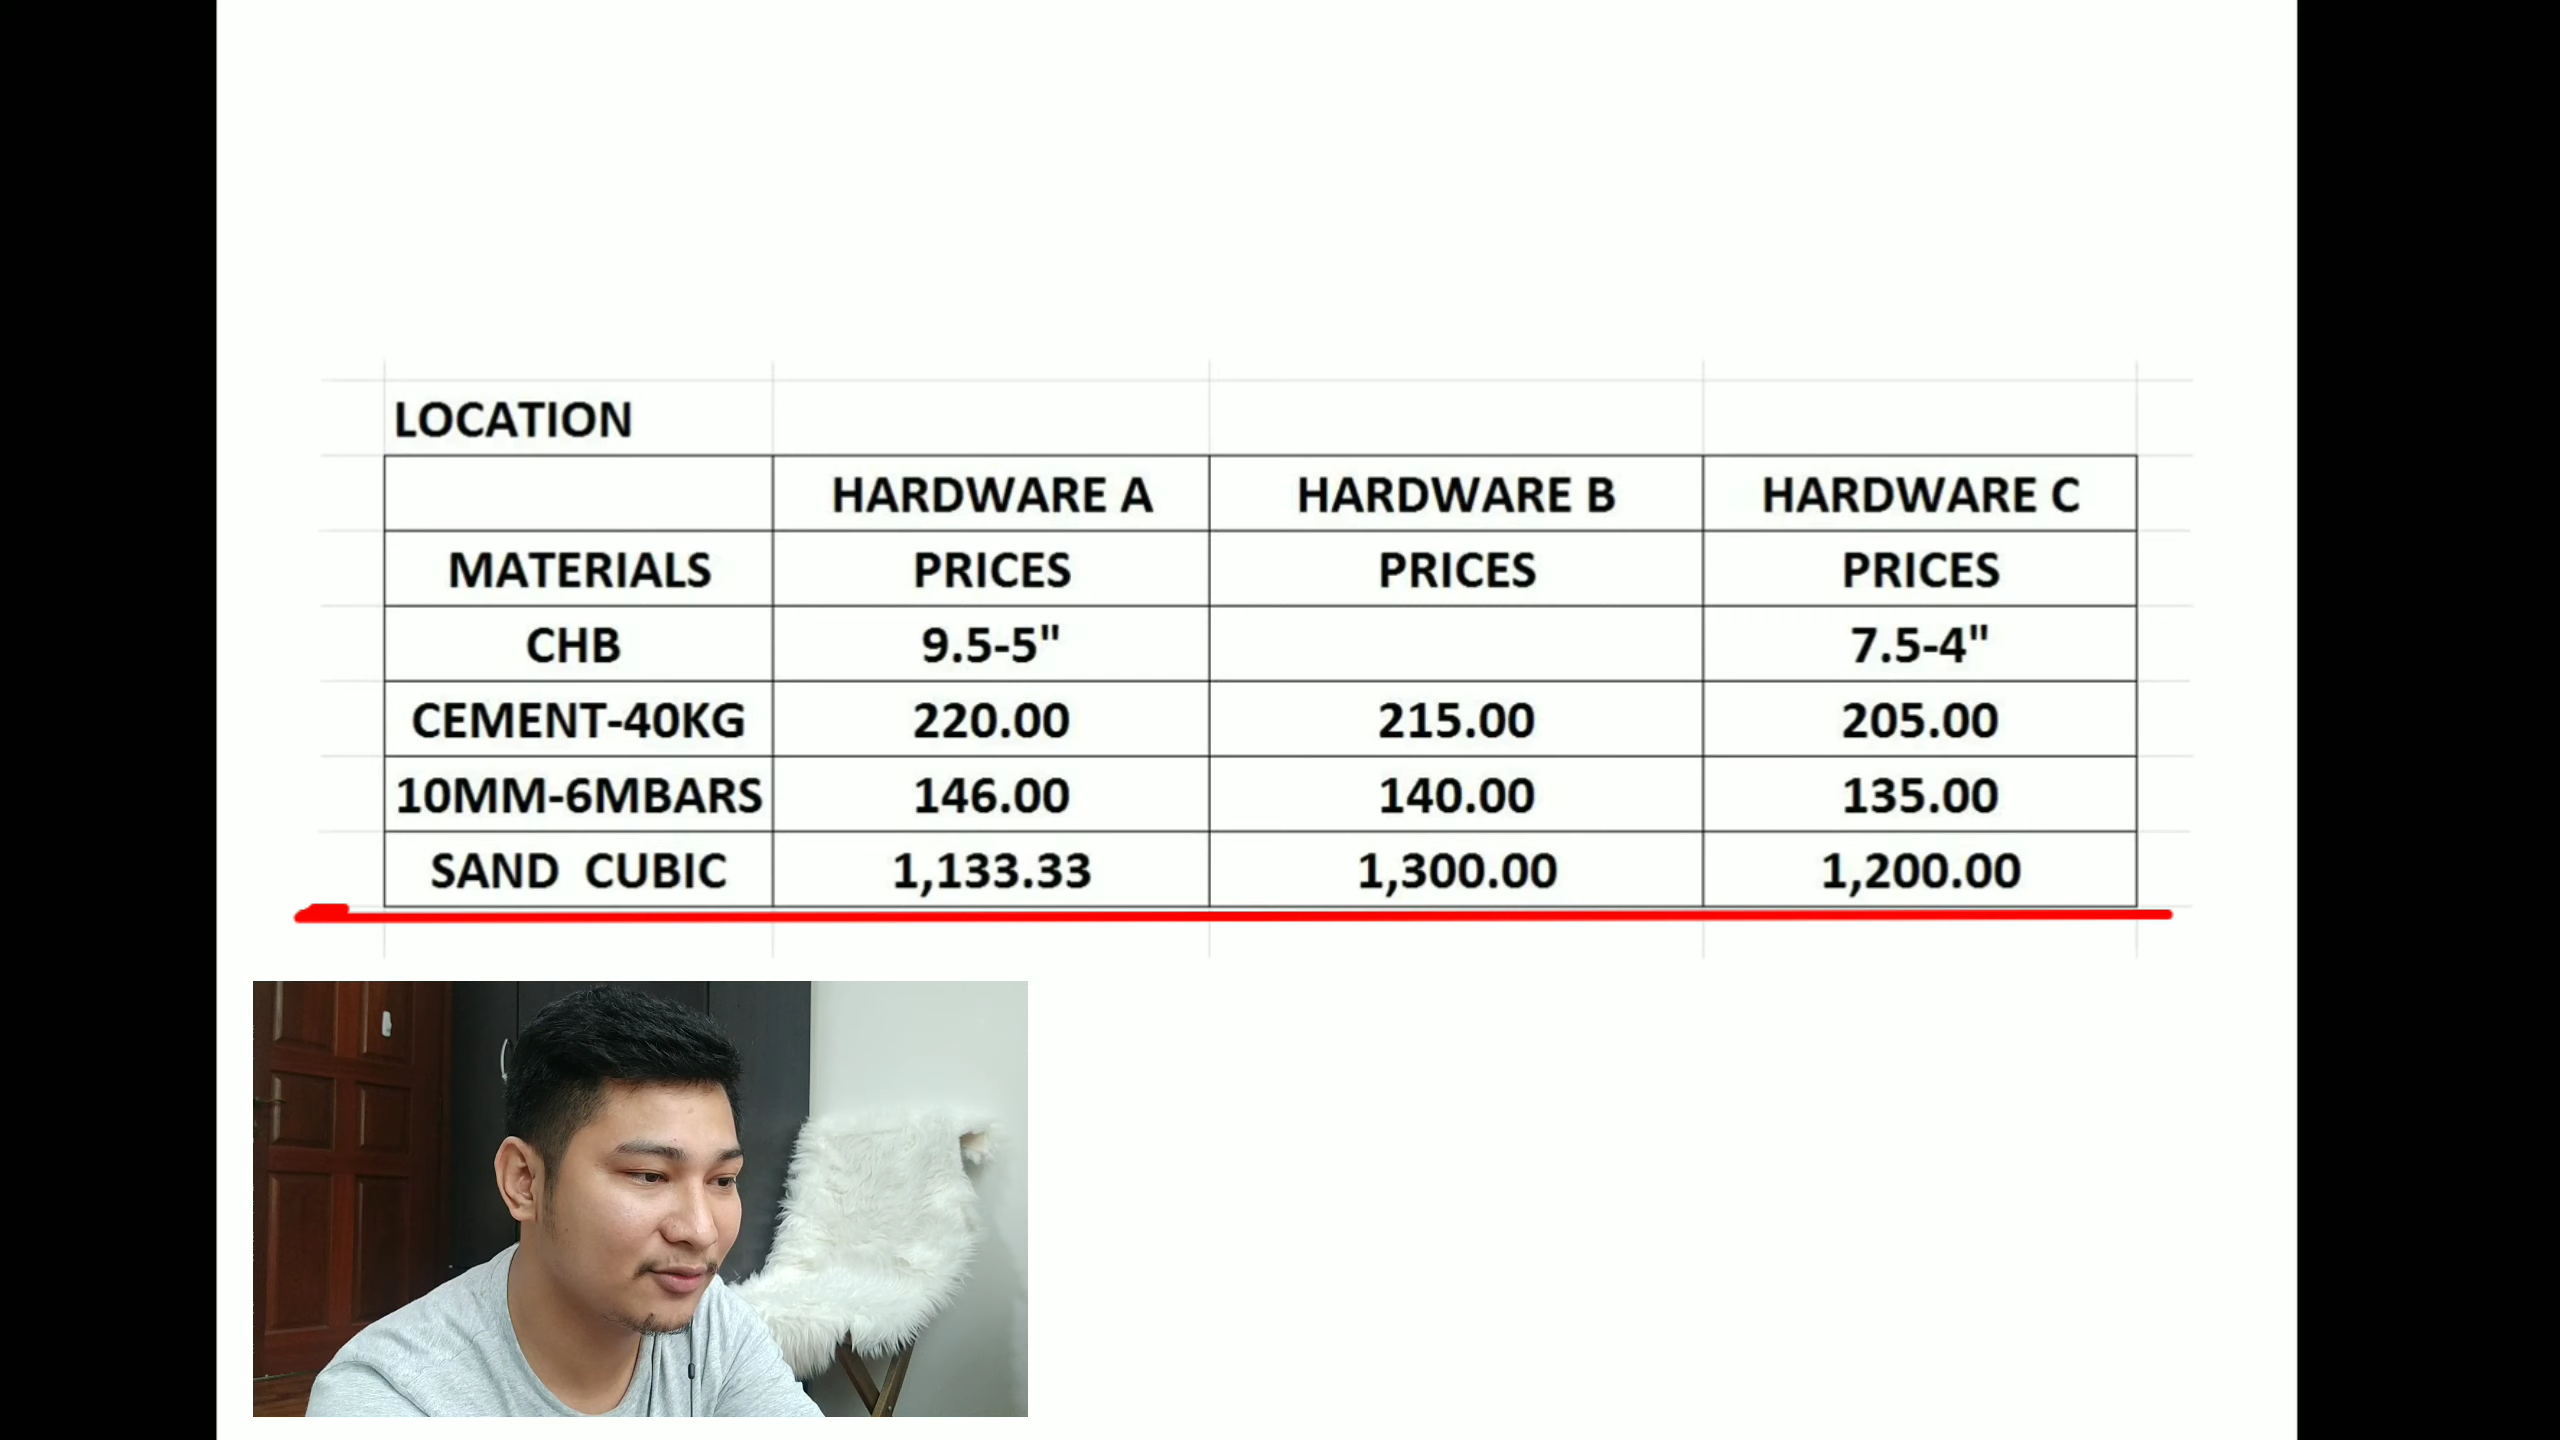 LOCATION
HARDWARE A HARDWARE B HARDWARE C
MATERIALS PRICES PRICES PRICES
CHB 9.5-5" 7.5-4"
CEMENT-40KG 220.00 215.00 205.00
10MM-6MBARS 146.00 140.00 135.00
SAND CUBIC 1,133.33 1,300.00 1,200.00